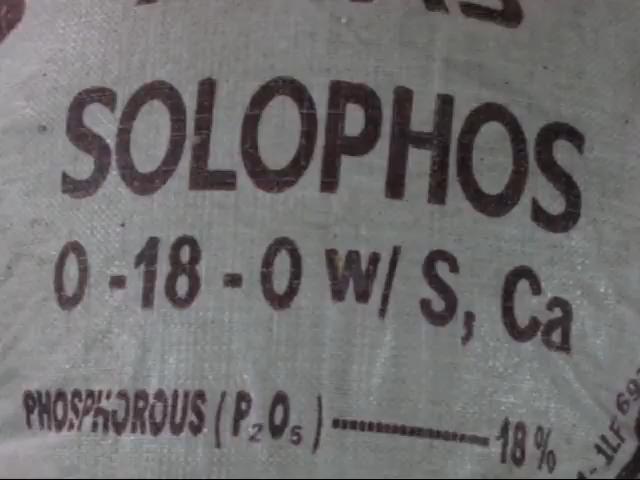 SOLOPHOS
0 - 18 - 0 W/ S, Ca
PHOSPHOROUS ( P₂O₅ ) ---------- 18 %